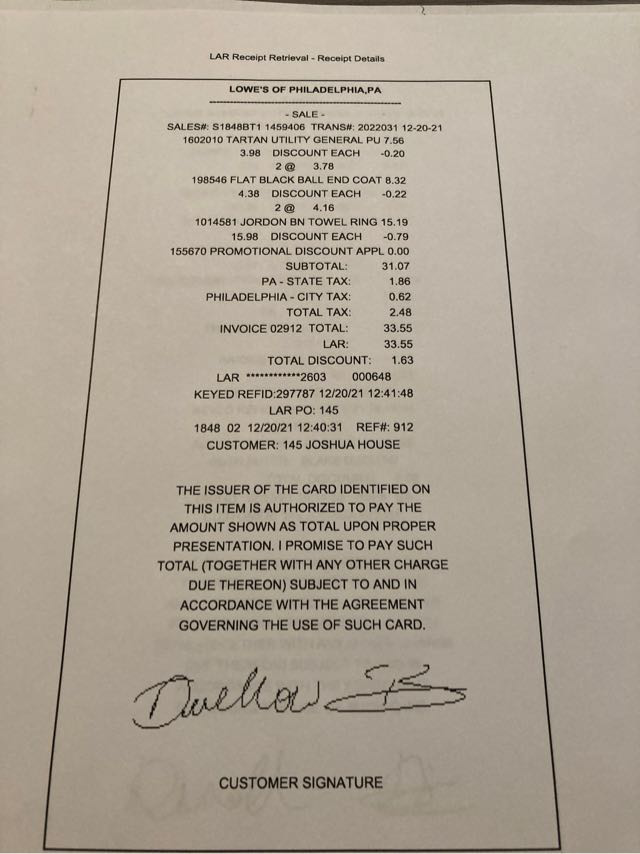 LAR Receipt Retrieval - Receipt Details
LOWE'S OF PHILADELPHIA,PA
- SALE -
SALES#: S1848BT1 1459406 TRANS#: 2022031 12-20-21
1602010 TARTAN UTILITY GENERAL PU 7.56
3.98 DISCOUNT EACH -0.20
2 @ 3.78
198546 FLAT BLACK BALL END COAT 8.32
4.38 DISCOUNT EACH -0.22
2 @ 4.16
1014581 JORDON BN TOWEL RING 15.19
15.98 DISCOUNT EACH -0.79
155670 PROMOTIONAL DISCOUNT APPL 0.00
SUBTOTAL: 31.07
PA - STATE TAX: 1.86
PHILADELPHIA - CITY TAX: 0.62
TOTAL TAX: 2.48
INVOICE 02912 TOTAL: 33.55
LAR: 33.55
TOTAL DISCOUNT: 1.63
LAR ************2603 000648
KEYED REFID:297787 12/20/21 12:41:48
LAR PO: 145
1848 02 12/20/21 12:40:31 REF#: 912
CUSTOMER: 145 JOSHUA HOUSE
THE ISSUER OF THE CARD IDENTIFIED ON
THIS ITEM IS AUTHORIZED TO PAY THE
AMOUNT SHOWN AS TOTAL UPON PROPER
PRESENTATION. I PROMISE TO PAY SUCH
TOTAL (TOGETHER WITH ANY OTHER CHARGE
DUE THEREON) SUBJECT TO AND IN
ACCORDANCE WITH THE AGREEMENT
GOVERNING THE USE OF SUCH CARD.
CUSTOMER SIGNATURE